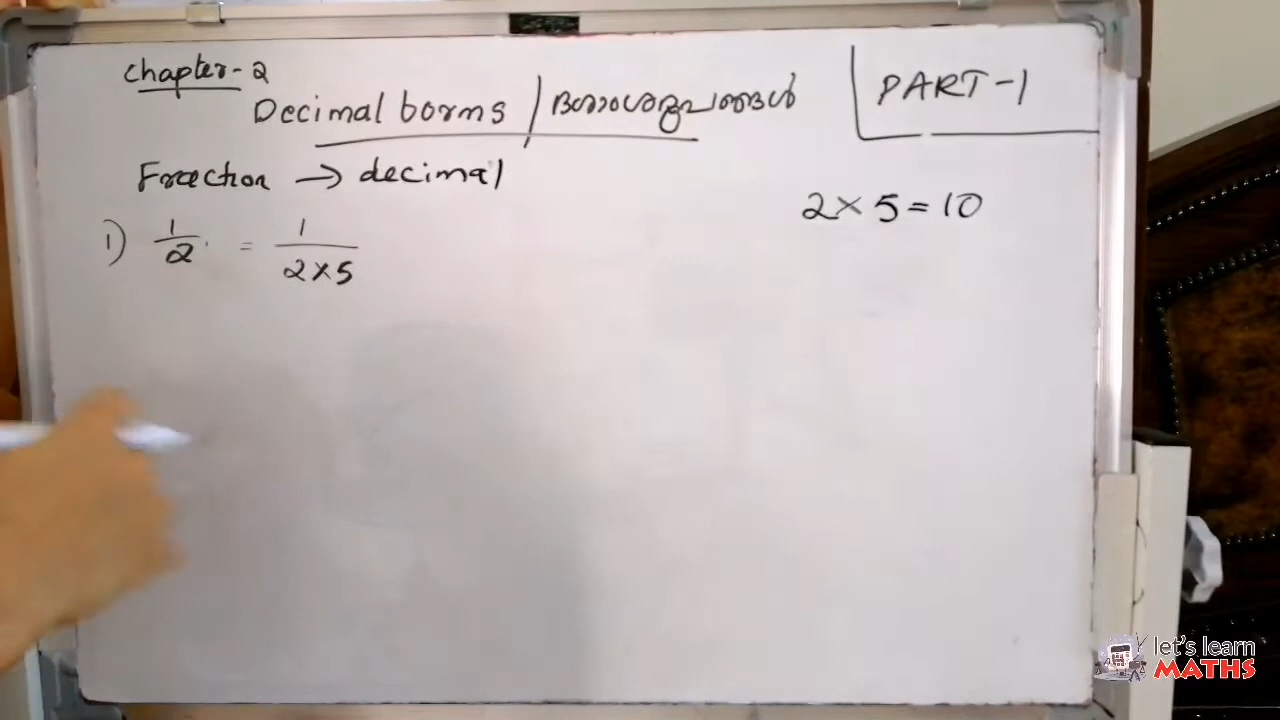 Chapter-2
Decimal borms / ദശാംശരൂപങ്ങൾ
PART-1
Fraction → decimal
2×5=10
1) 1/2 = 1/2×5
let's learn
MATHS